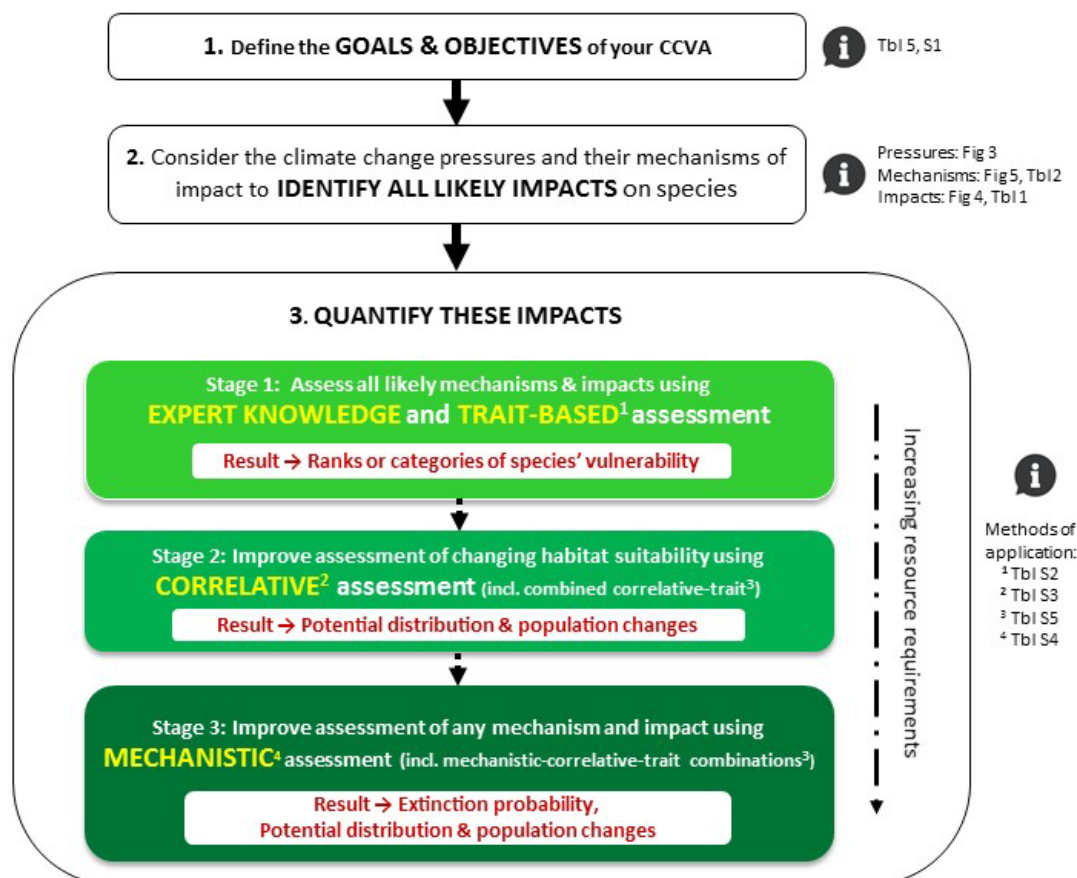 1. Define the GOALS & OBJECTIVES of your CCVA
i
Tbl 5, S1
2. Consider the climate change pressures and their mechanisms of
impact to IDENTIFY ALL LIKELY IMPACTS on species
i
Pressures: Fig 3
Mechanisms: Fig 5, Tbl 2
Impacts: Fig 4, Tbl 1
3. QUANTIFY THESE IMPACTS
Stage 1: Assess all likely mechanisms & impacts using
EXPERT KNOWLEDGE and TRAIT-BASED¹ assessment
Result → Ranks or categories of species’ vulnerability
Stage 2: Improve assessment of changing habitat suitability using
CORRELATIVE² assessment (incl. combined correlative-trait³)
Result → Potential distribution & population changes
Stage 3: Improve assessment of any mechanism and impact using
MECHANISTIC⁴ assessment (incl. mechanistic-correlative-trait combinations³)
Result → Extinction probability,
Potential distribution & population changes
Increasing resource requirements
i
Methods of
application:
¹ Tbl S2
² Tbl S3
³ Tbl S5
⁴ Tbl S4